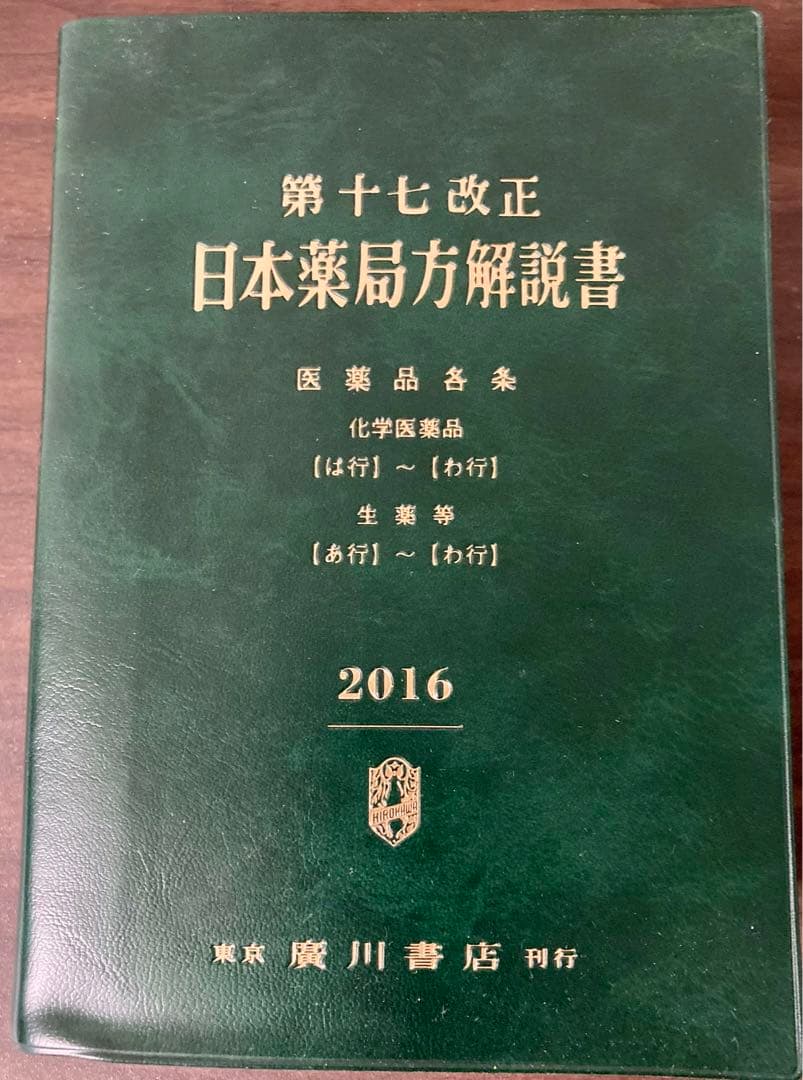 第十七改正
日本薬局方解説書
医薬品各条
化学医薬品
【は行】～【わ行】
生薬等
【あ行】～【わ行】
2016
HIROKAWA
東京 廣川書店 刊行